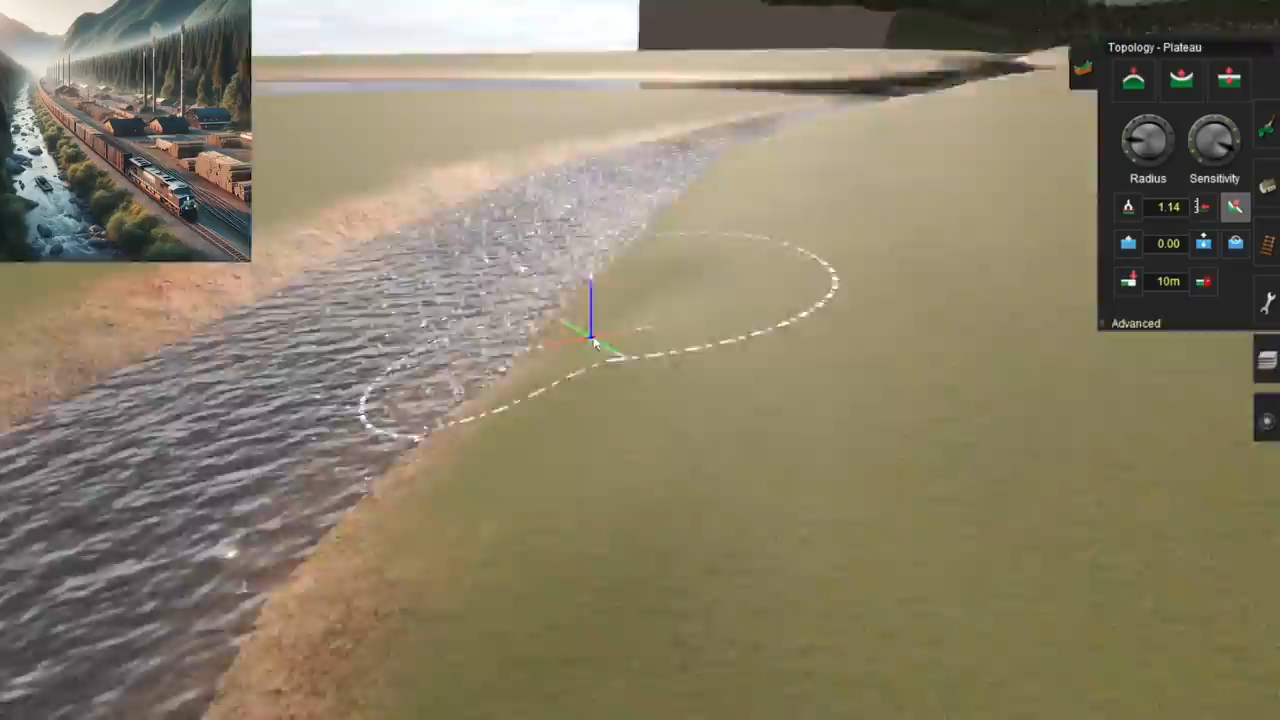 Topology - Plateau
Radius
Sensitivity
1.14
0.00
10m
Advanced